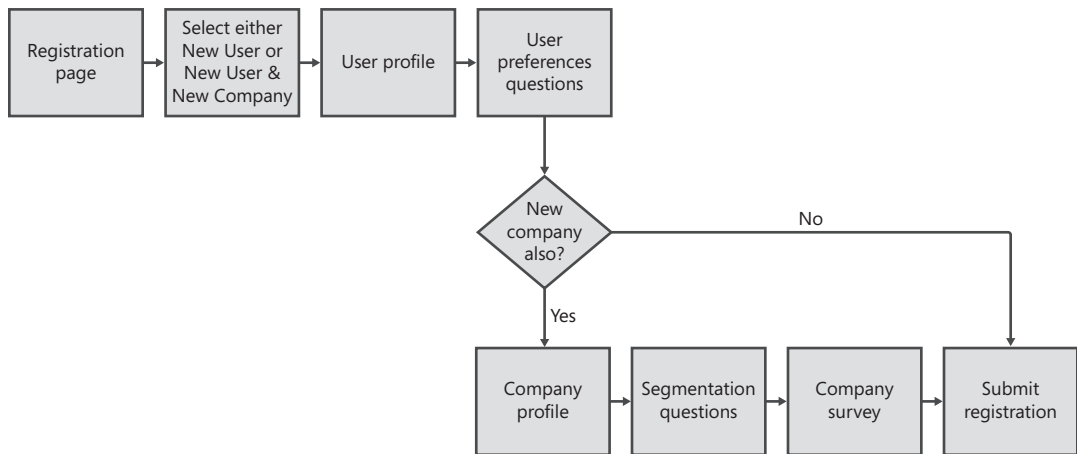 Registration
page
Select either
New User or
New User &
New Company
User profile
User
preferences
questions
New
company
also?
No
Yes
Company
profile
Segmentation
questions
Company
survey
Submit
registration